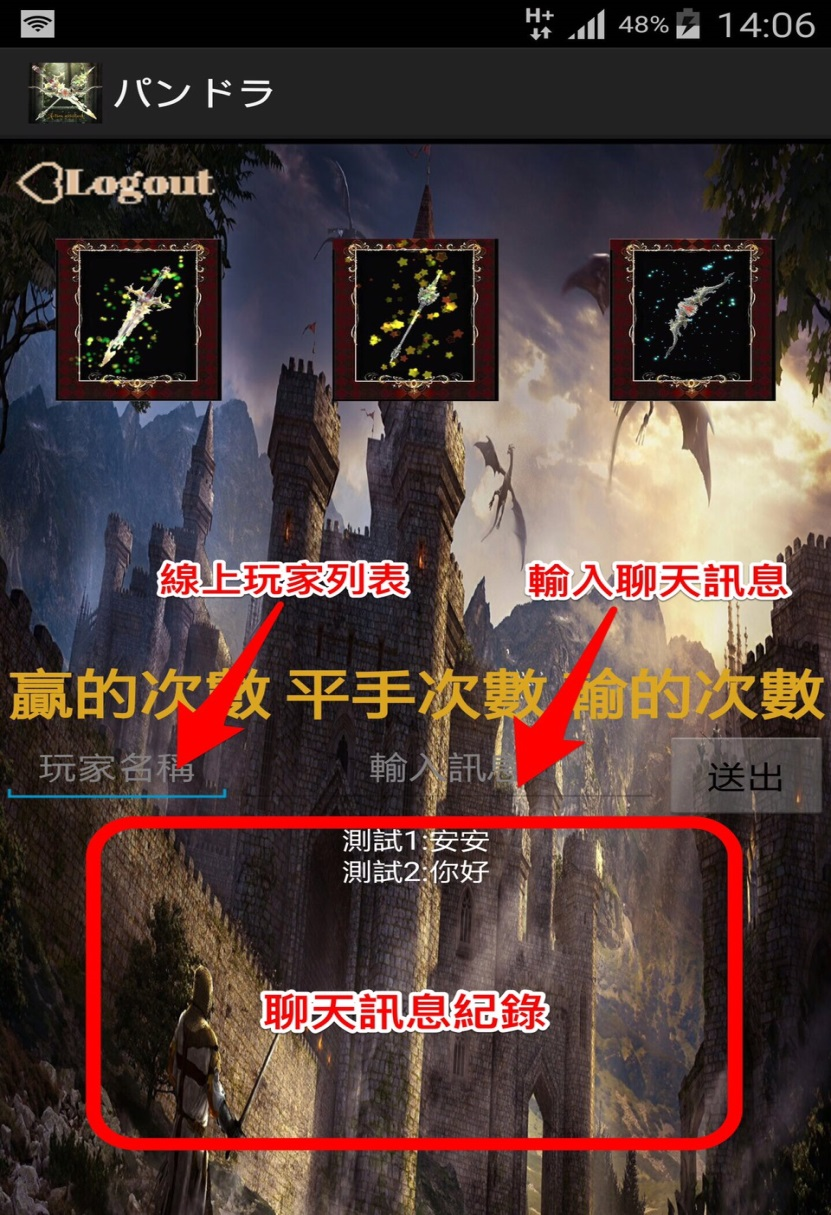 H+ 48% 14:06
パンドラ
Logout
線上玩家列表 輸入聊天訊息
贏的次數 平手次數 輸的次數
玩家名稱 輸入訊息 送出
測試1:安安
測試2:你好
聊天訊息紀錄